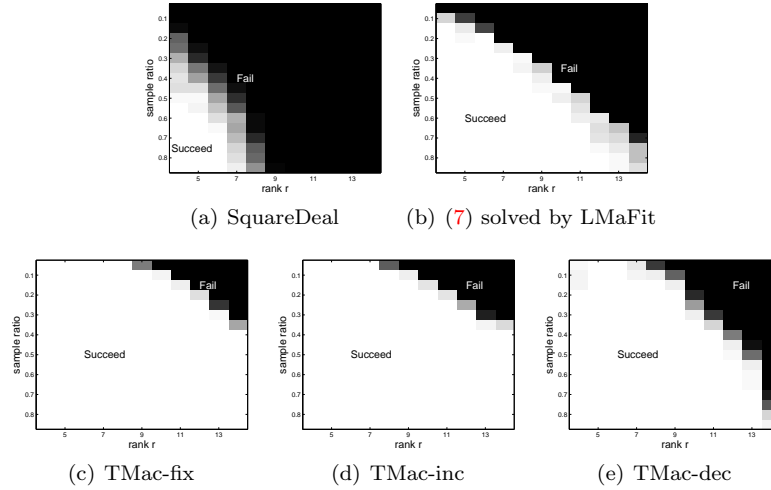 0.1
0.2
0.3
0.4
0.5
0.6
0.7
0.8
sample ratio
Fail
Succeed
5 7 9 11 13
rank r
(a) SquareDeal
0.1
0.2
0.3
0.4
0.5
0.6
0.7
0.8
sample ratio
Fail
Succeed
5 7 9 11 13
rank r
(b) (7) solved by LMaFit
0.1
0.2
0.3
0.4
0.5
0.6
0.7
0.8
sample ratio
Fail
Succeed
5 7 9 11 13
rank r
(c) TMac-fix
0.1
0.2
0.3
0.4
0.5
0.6
0.7
0.8
sample ratio
Fail
Succeed
5 7 9 11 13
rank r
(d) TMac-inc
0.1
0.2
0.3
0.4
0.5
0.6
0.7
0.8
sample ratio
Fail
Succeed
5 7 9 11 13
rank r
(e) TMac-dec